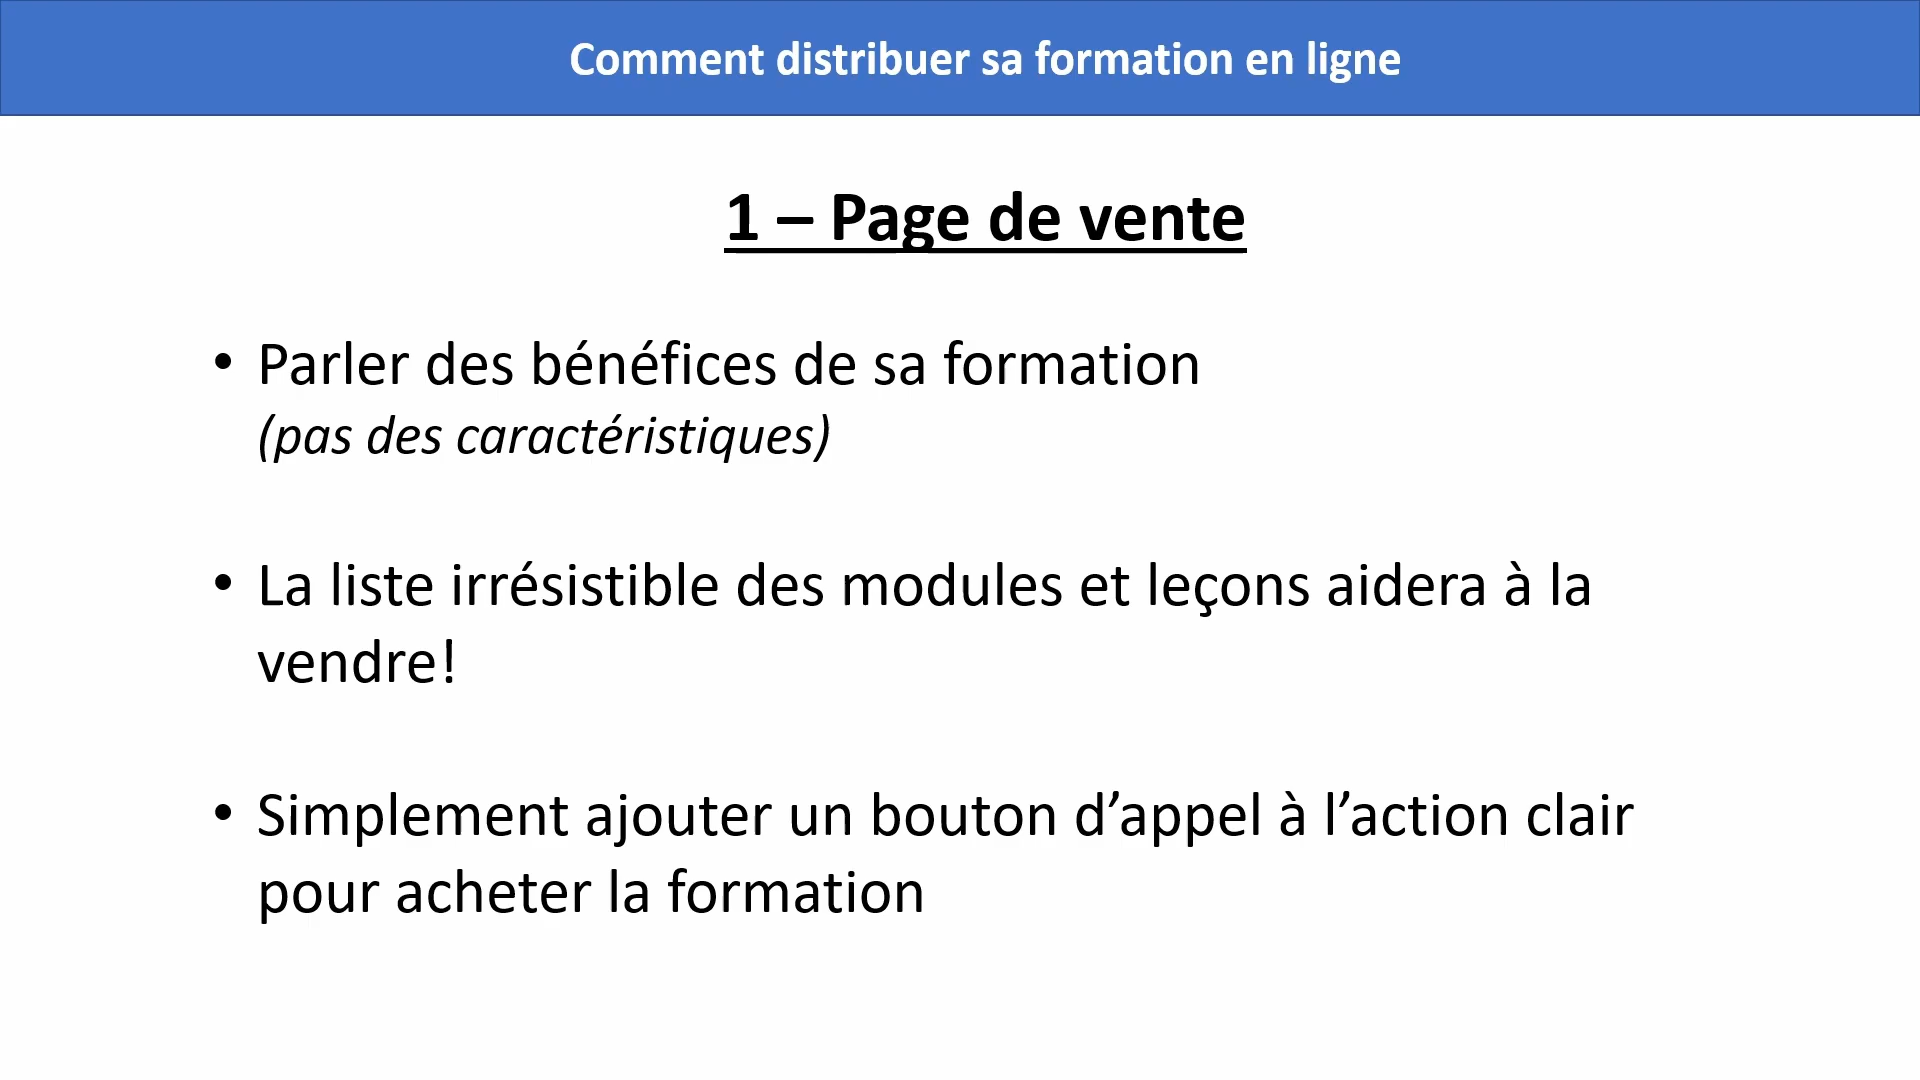 Comment distribuer sa formation en ligne
1 – Page de vente
• Parler des bénéfices de sa formation
(pas des caractéristiques)
• La liste irrésistible des modules et leçons aidera à la
vendre!
• Simplement ajouter un bouton d’appel à l’action clair
pour acheter la formation